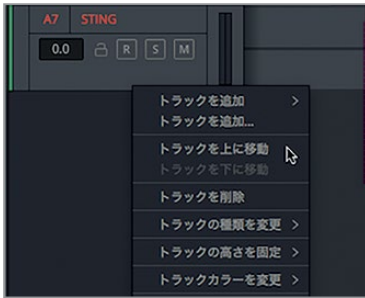 A7 STING
0.0 R S M
トラックを追加 >
トラックを追加...
トラックを上に移動
トラックを下に移動
トラックを削除
トラックの種類を変更 >
トラックの高さを固定 >
トラックカラーを変更 >